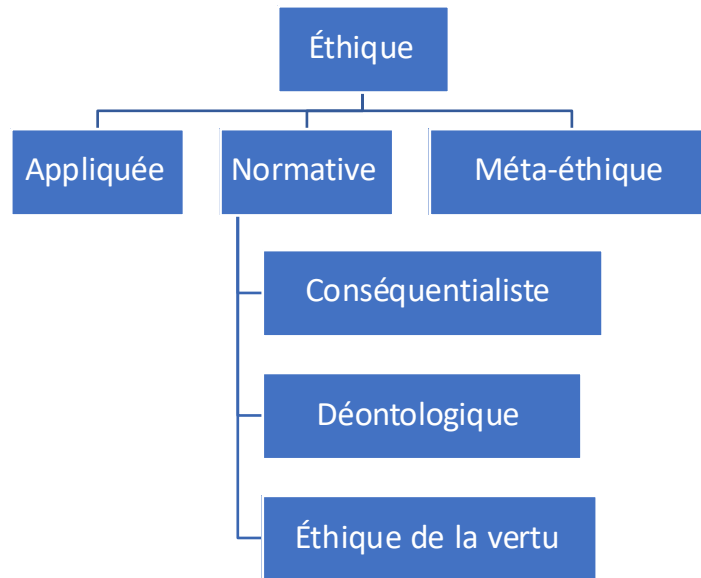 Éthique
Appliquée
Normative
Méta-éthique
Conséquentialiste
Déontologique
Éthique de la vertu